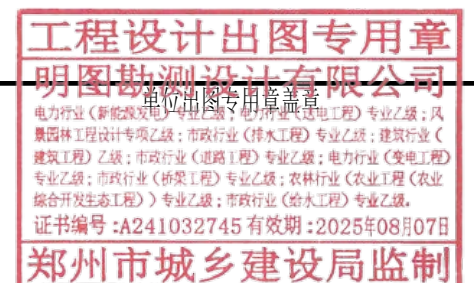 工程设计出图专用章
明图勘测设计有限公司
单位出图专用章盖章
电力行业（新能源发电）专业乙级；电力行业（送电工程）专业乙级；风
景园林工程设计专项乙级；市政行业（排水工程）专业乙级；建筑行业（
建筑工程）乙级；市政行业（道路工程）专业乙级；电力行业（变电工程）
专业乙级；市政行业（桥梁工程）专业乙级；农林行业（农业工程（农业
综合开发生态工程））专业乙级；市政行业（给水工程）专业乙级。
证书编号:A241032745 有效期:2025年08月07日
郑州市城乡建设局监制